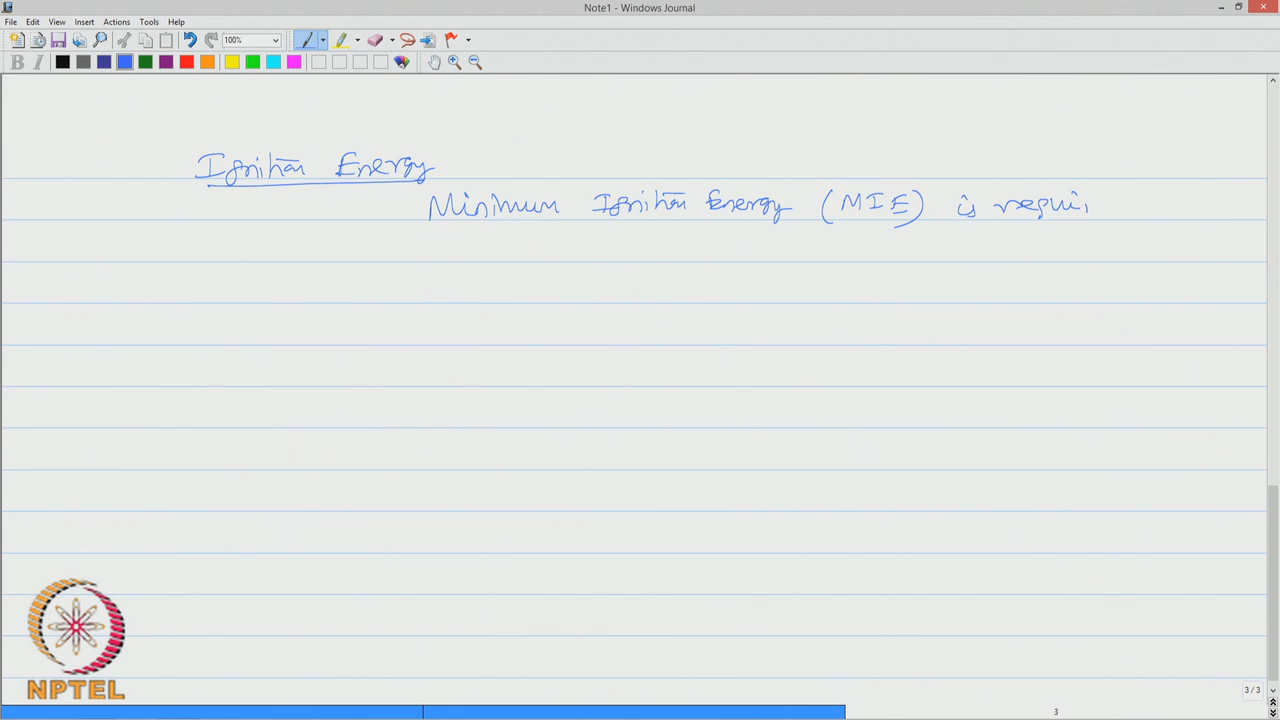 Note1 - Windows Journal
File Edit View Insert Actions Tools Help
100%
B I
Ignition Energy
Minimum Ignition Energy (MIE) is requi
NPTEL
3 / 3
3